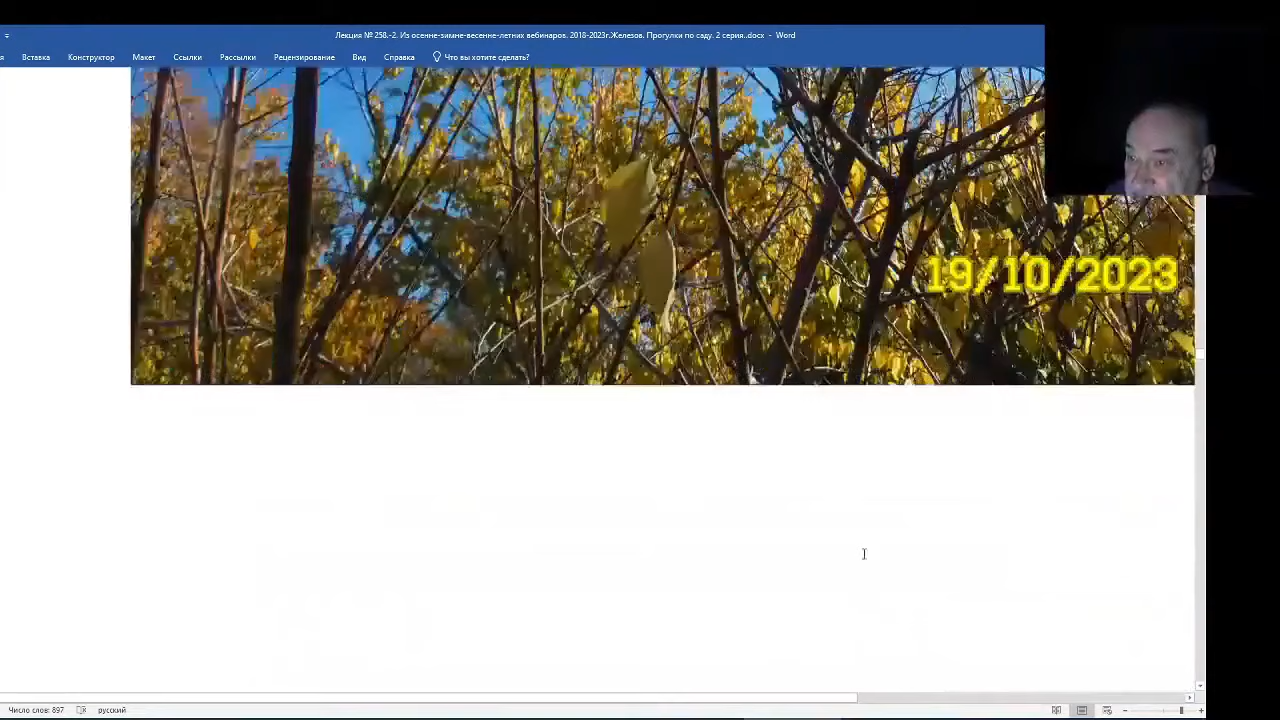 Лекция № 258.-2. Из осенне-зимне-весенне-летних вебинаров. 2018-2023г.Железов. Прогулки по саду. 2 серия..docx - Word
я Вставка Конструктор Макет Ссылки Рассылки Рецензирование Вид Справка Что вы хотите сделать?
19/10/2023
Число слов: 897 русский